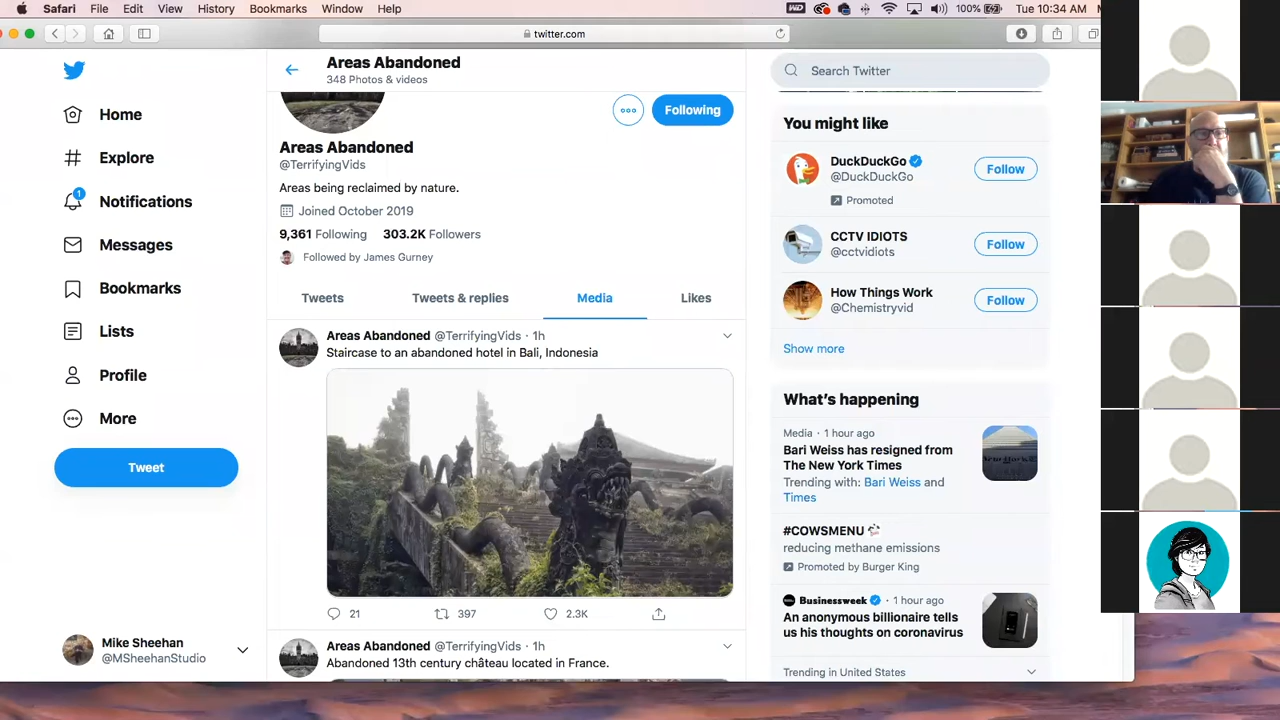 Safari File Edit View History Bookmarks Window Help
100% Tue 10:34 AM
twitter.com
Areas Abandoned
348 Photos & videos
Search Twitter
Home
Explore
1
Notifications
Messages
Bookmarks
Lists
Profile
More
Tweet
Mike Sheehan
@MSheehanStudio
Following
Areas Abandoned
@TerrifyingVids
Areas being reclaimed by nature.
Joined October 2019
9,361 Following 303.2K Followers
Followed by James Gurney
Tweets Tweets & replies Media Likes
Areas Abandoned @TerrifyingVids · 1h
Staircase to an abandoned hotel in Bali, Indonesia
21 397 2.3K
Areas Abandoned @TerrifyingVids · 1h
Abandoned 13th century château located in France.
You might like
DuckDuckGo
@DuckDuckGo
Follow
Promoted
CCTV IDIOTS
@cctvidiots
Follow
How Things Work
@Chemistryvid
Follow
Show more
What's happening
Media · 1 hour ago
Bari Weiss has resigned from
The New York Times
Trending with: Bari Weiss and
Times
#COWSMENU
reducing methane emissions
Promoted by Burger King
Businessweek · 1 hour ago
An anonymous billionaire tells
us his thoughts on coronavirus
Trending in United States